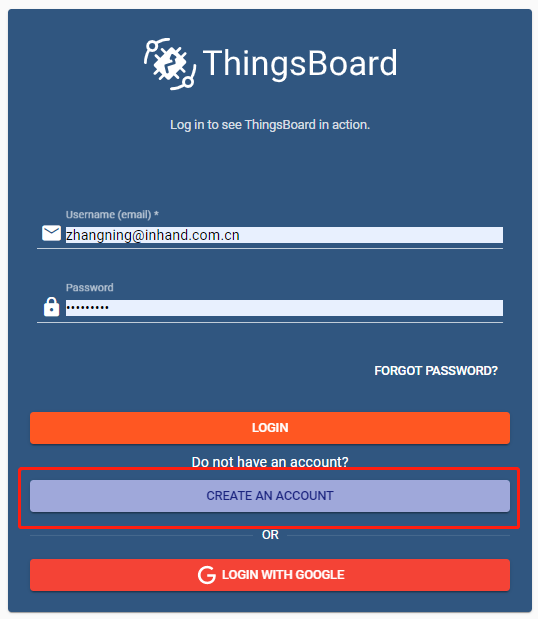 ThingsBoard
Log in to see ThingsBoard in action.
Username (email) *
zhangning@inhand.com.cn
Password
•••••••••
FORGOT PASSWORD?
LOGIN
Do not have an account?
CREATE AN ACCOUNT
OR
G LOGIN WITH GOOGLE